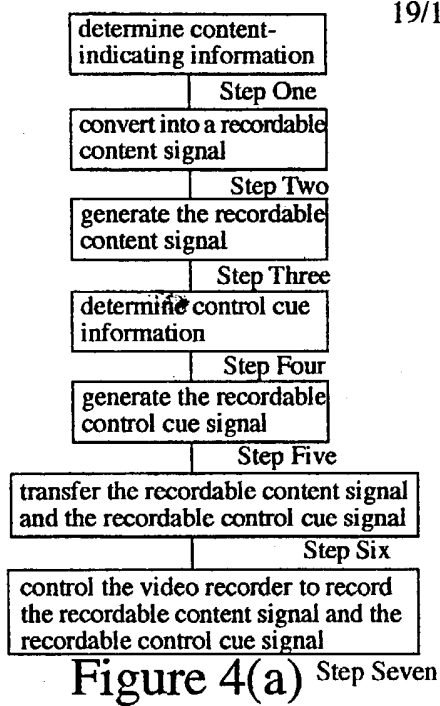 19/1
determine content-
indicating information
Step One
convert into a recordable
content signal
Step Two
generate the recordable
content signal
Step Three
determine control cue
information
Step Four
generate the recordable
control cue signal
Step Five
transfer the recordable content signal
and the recordable control cue signal
Step Six
control the video recorder to record
the recordable content signal and the
recordable control cue signal
Figure 4(a) Step Seven